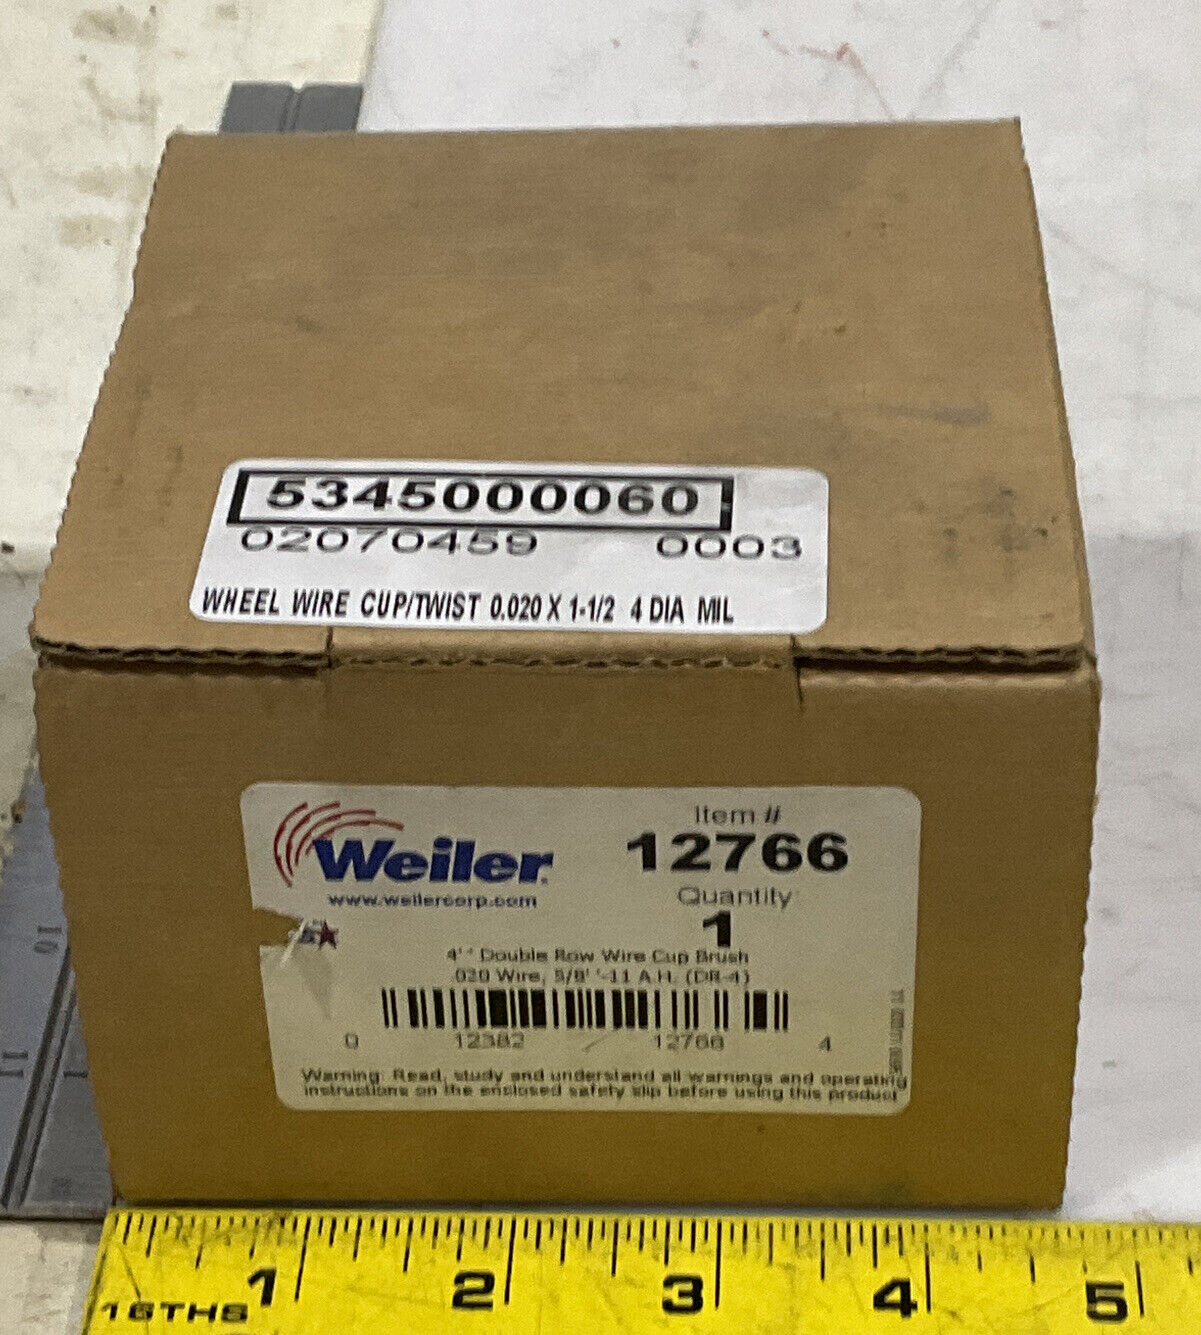 5345000060
02070459 0003
WHEEL WIRE CUP/TWIST 0.020 X 1-1/2 4 DIA MIL
Weiler
www.weilercorp.com
Item #
12766
Quantity
1
4'' Double Row Wire Cup Brush
.020 Wire, 5/8''-11 A.H. (DR-4)
0 12382 12766 4
Warning: Read, study and understand all warnings and operating
instructions on the enclosed safety slip before using this product
10
11
1 2 3 4 5
16THS